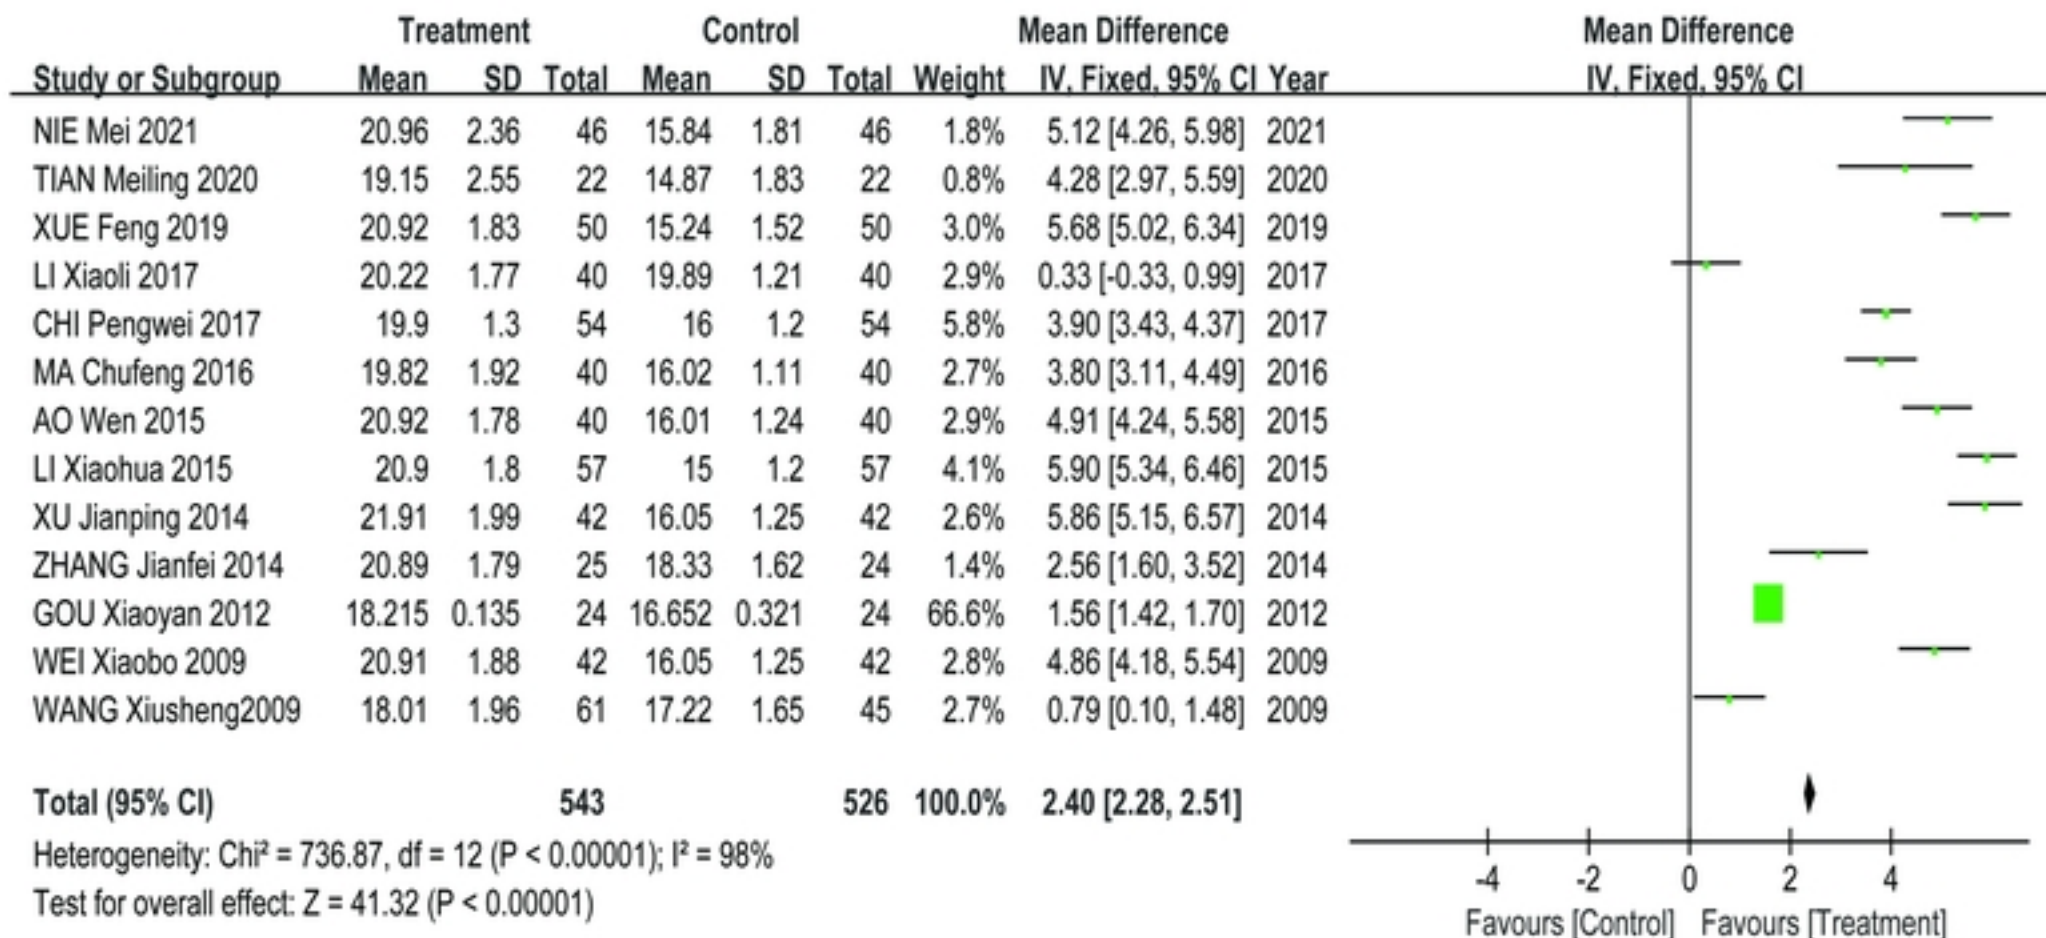 Treatment Control Mean Difference Mean Difference
Study or Subgroup Mean SD Total Mean SD Total Weight IV, Fixed, 95% CI Year IV, Fixed, 95% CI
NIE Mei 2021 20.96 2.36 46 15.84 1.81 46 1.8% 5.12 [4.26, 5.98] 2021
TIAN Meiling 2020 19.15 2.55 22 14.87 1.83 22 0.8% 4.28 [2.97, 5.59] 2020
XUE Feng 2019 20.92 1.83 50 15.24 1.52 50 3.0% 5.68 [5.02, 6.34] 2019
LI Xiaoli 2017 20.22 1.77 40 19.89 1.21 40 2.9% 0.33 [-0.33, 0.99] 2017
CHI Pengwei 2017 19.9 1.3 54 16 1.2 54 5.8% 3.90 [3.43, 4.37] 2017
MA Chufeng 2016 19.82 1.92 40 16.02 1.11 40 2.7% 3.80 [3.11, 4.49] 2016
AO Wen 2015 20.92 1.78 40 16.01 1.24 40 2.9% 4.91 [4.24, 5.58] 2015
LI Xiaohua 2015 20.9 1.8 57 15 1.2 57 4.1% 5.90 [5.34, 6.46] 2015
XU Jianping 2014 21.91 1.99 42 16.05 1.25 42 2.6% 5.86 [5.15, 6.57] 2014
ZHANG Jianfei 2014 20.89 1.79 25 18.33 1.62 24 1.4% 2.56 [1.60, 3.52] 2014
GOU Xiaoyan 2012 18.215 0.135 24 16.652 0.321 24 66.6% 1.56 [1.42, 1.70] 2012
WEI Xiaobo 2009 20.91 1.88 42 16.05 1.25 42 2.8% 4.86 [4.18, 5.54] 2009
WANG Xiusheng2009 18.01 1.96 61 17.22 1.65 45 2.7% 0.79 [0.10, 1.48] 2009
Total (95% CI) 543 526 100.0% 2.40 [2.28, 2.51]
Heterogeneity: Chi² = 736.87, df = 12 (P < 0.00001); I² = 98%
Test for overall effect: Z = 41.32 (P < 0.00001)
-4 -2 0 2 4
Favours [Control] Favours [Treatment]